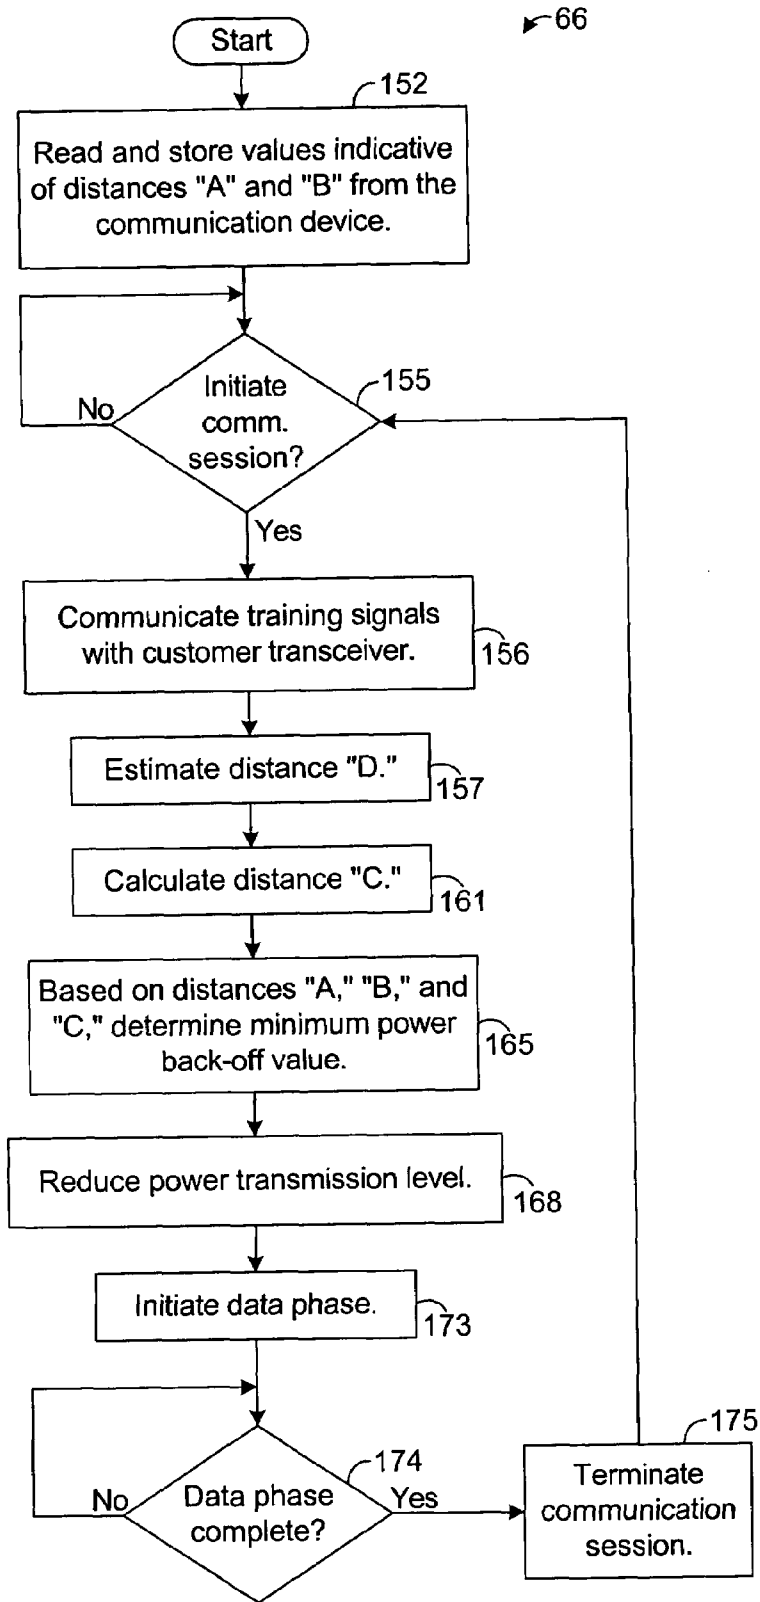 66
Start
152
Read and store values indicative
of distances "A" and "B" from the
communication device.
155
Initiate
comm.
session?
No
Yes
Communicate training signals
with customer transceiver.
156
Estimate distance "D."
157
Calculate distance "C."
161
Based on distances "A," "B," and
"C," determine minimum power
back-off value.
165
Reduce power transmission level.
168
Initiate data phase.
173
174
Data phase
complete?
No
Yes
175
Terminate
communication
session.